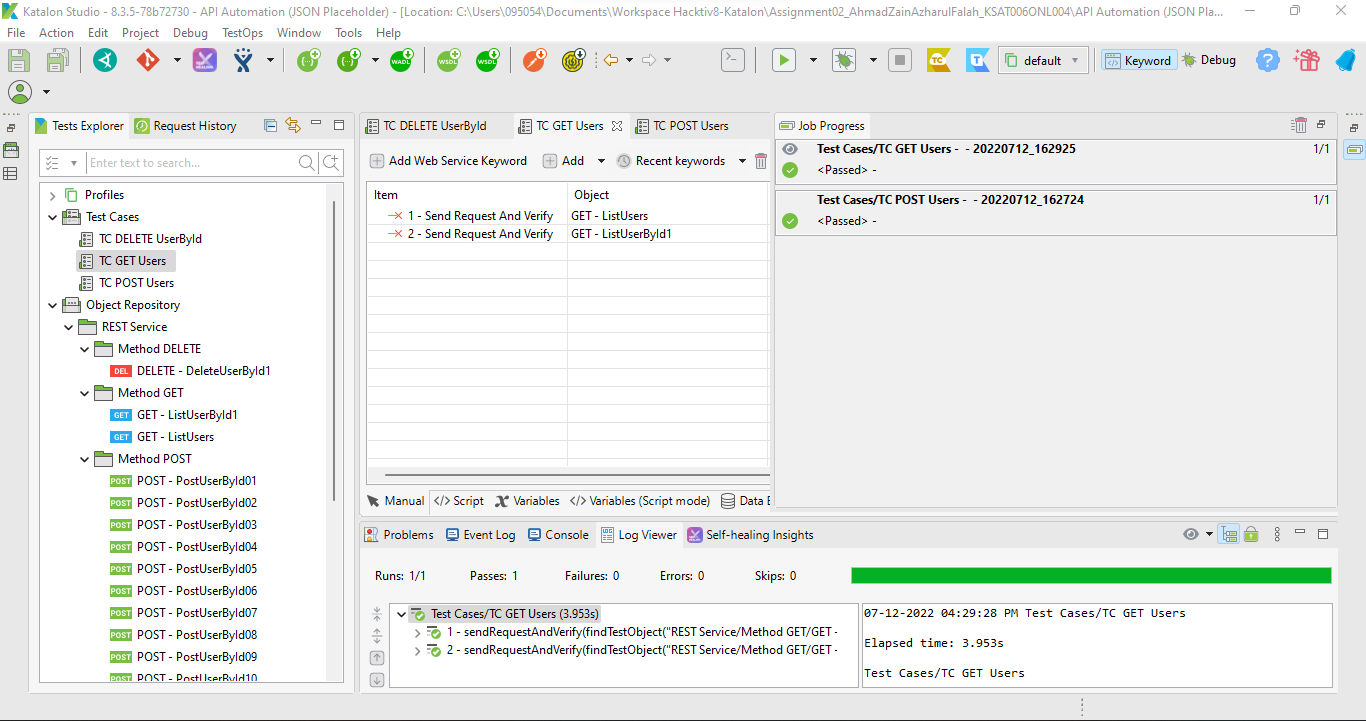 Katalon Studio - 8.3.5-78b72730 - API Automation (JSON Placeholder) - [Location: C:\Users\095054\Documents\Workspace Hacktiv8-Katalon\Assignment02_AhmadZainAzharulFalah_KSAT006ONL004\API Automation (JSON Pla...
File Action Edit Project Debug TestOps Window Tools Help
WADL WSDL WSDL TC T default Keyword Debug
Tests Explorer Request History
Enter text to search...
Profiles
Test Cases
TC DELETE UserById
TC GET Users
TC POST Users
Object Repository
REST Service
Method DELETE
DEL DELETE - DeleteUserById1
Method GET
GET GET - ListUserById1
GET GET - ListUsers
Method POST
POST POST - PostUserById01
POST POST - PostUserById02
POST POST - PostUserById03
POST POST - PostUserById04
POST POST - PostUserById05
POST POST - PostUserById06
POST POST - PostUserById07
POST POST - PostUserById08
POST POST - PostUserById09
POST POST - PostUserById10
TC DELETE UserById TC GET Users TC POST Users
Add Web Service Keyword Add Recent keywords
Item Object
1 - Send Request And Verify GET - ListUsers
2 - Send Request And Verify GET - ListUserById1
Manual </> Script Variables </> Variables (Script mode) Data E
Job Progress
Test Cases/TC GET Users - - 20220712_162925 1/1
<Passed> -
Test Cases/TC POST Users - - 20220712_162724 1/1
<Passed> -
Problems Event Log Console Log Viewer Self-healing Insights
Runs: 1/1 Passes: 1 Failures: 0 Errors: 0 Skips: 0
Test Cases/TC GET Users (3.953s)
1 - sendRequestAndVerify(findTestObject("REST Service/Method GET/GET -
2 - sendRequestAndVerify(findTestObject("REST Service/Method GET/GET -
07-12-2022 04:29:28 PM Test Cases/TC GET Users
Elapsed time: 3.953s
Test Cases/TC GET Users